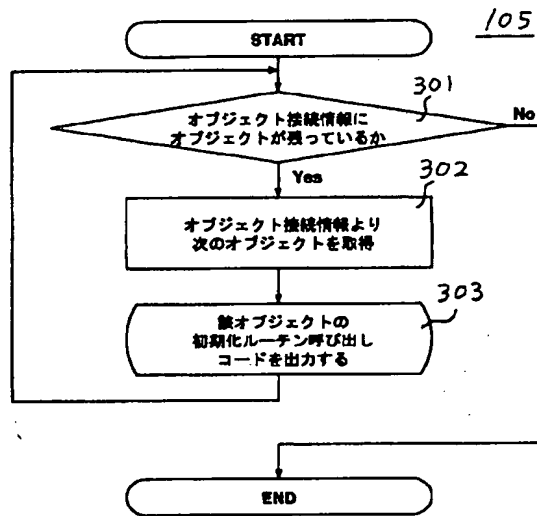 105
START
301
オブジェクト接続情報に
オブジェクトが残っているか
No
Yes
302
オブジェクト接続情報より
次のオブジェクトを取得
303
該オブジェクトの
初期化ルーチン呼び出し
コードを出力する
END